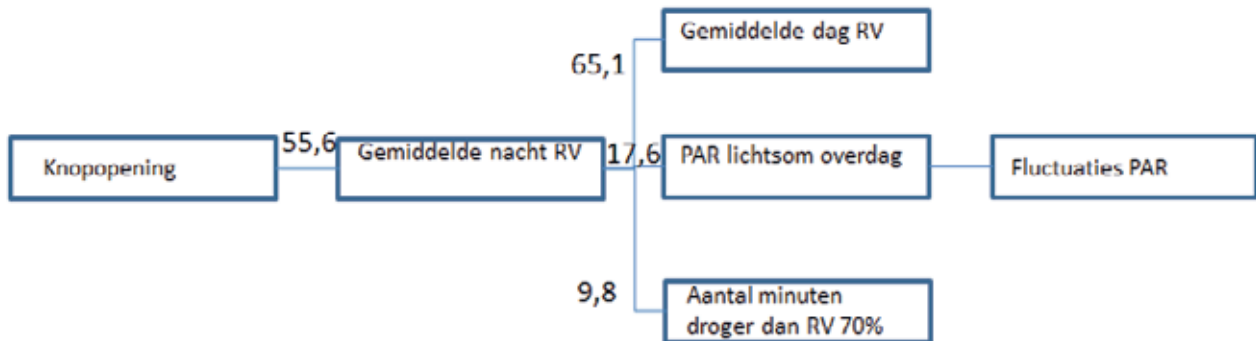 Gemiddelde dag RV
65,1
Knopopening
55,6
Gemiddelde nacht RV
17,6
PAR lichtsom overdag
Fluctuaties PAR
9,8
Aantal minuten
droger dan RV 70%